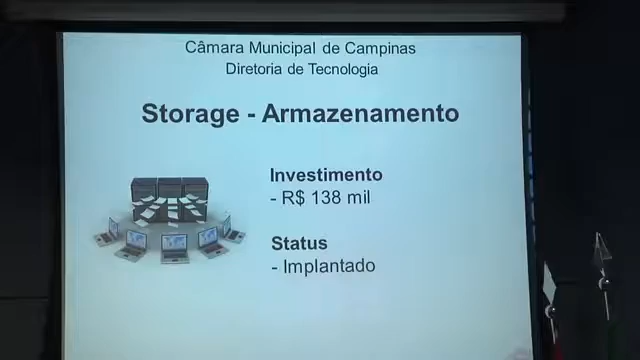 Câmara Municipal de Campinas
Diretoria de Tecnologia
Storage - Armazenamento
Investimento
- R$ 138 mil
Status
- Implantado